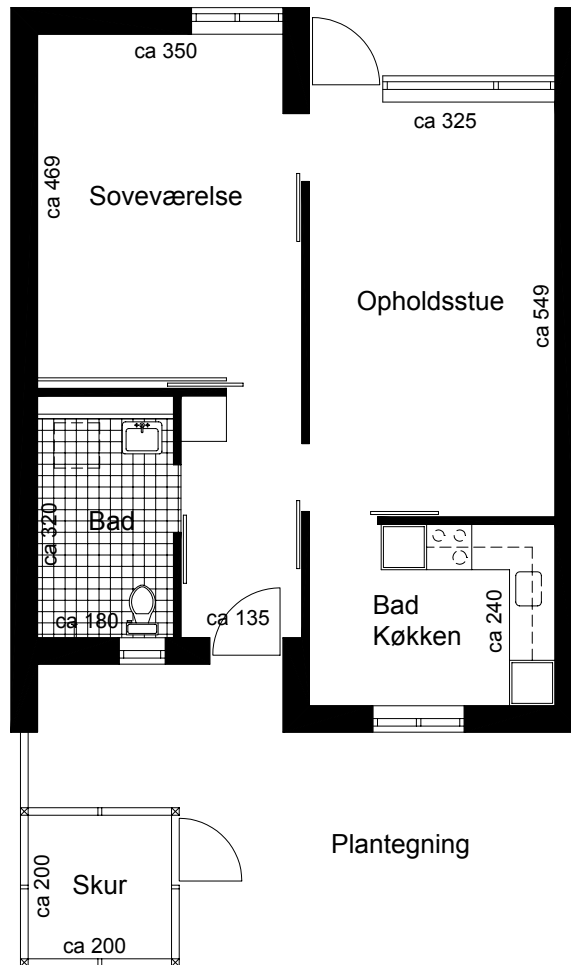 ca 350
ca 325
ca 469
Soveværelse
Opholdsstue
ca 549
Bad
ca 320
ca 180
ca 135
Bad
Køkken
ca 240
Plantegning
Skur
ca 200
ca 200